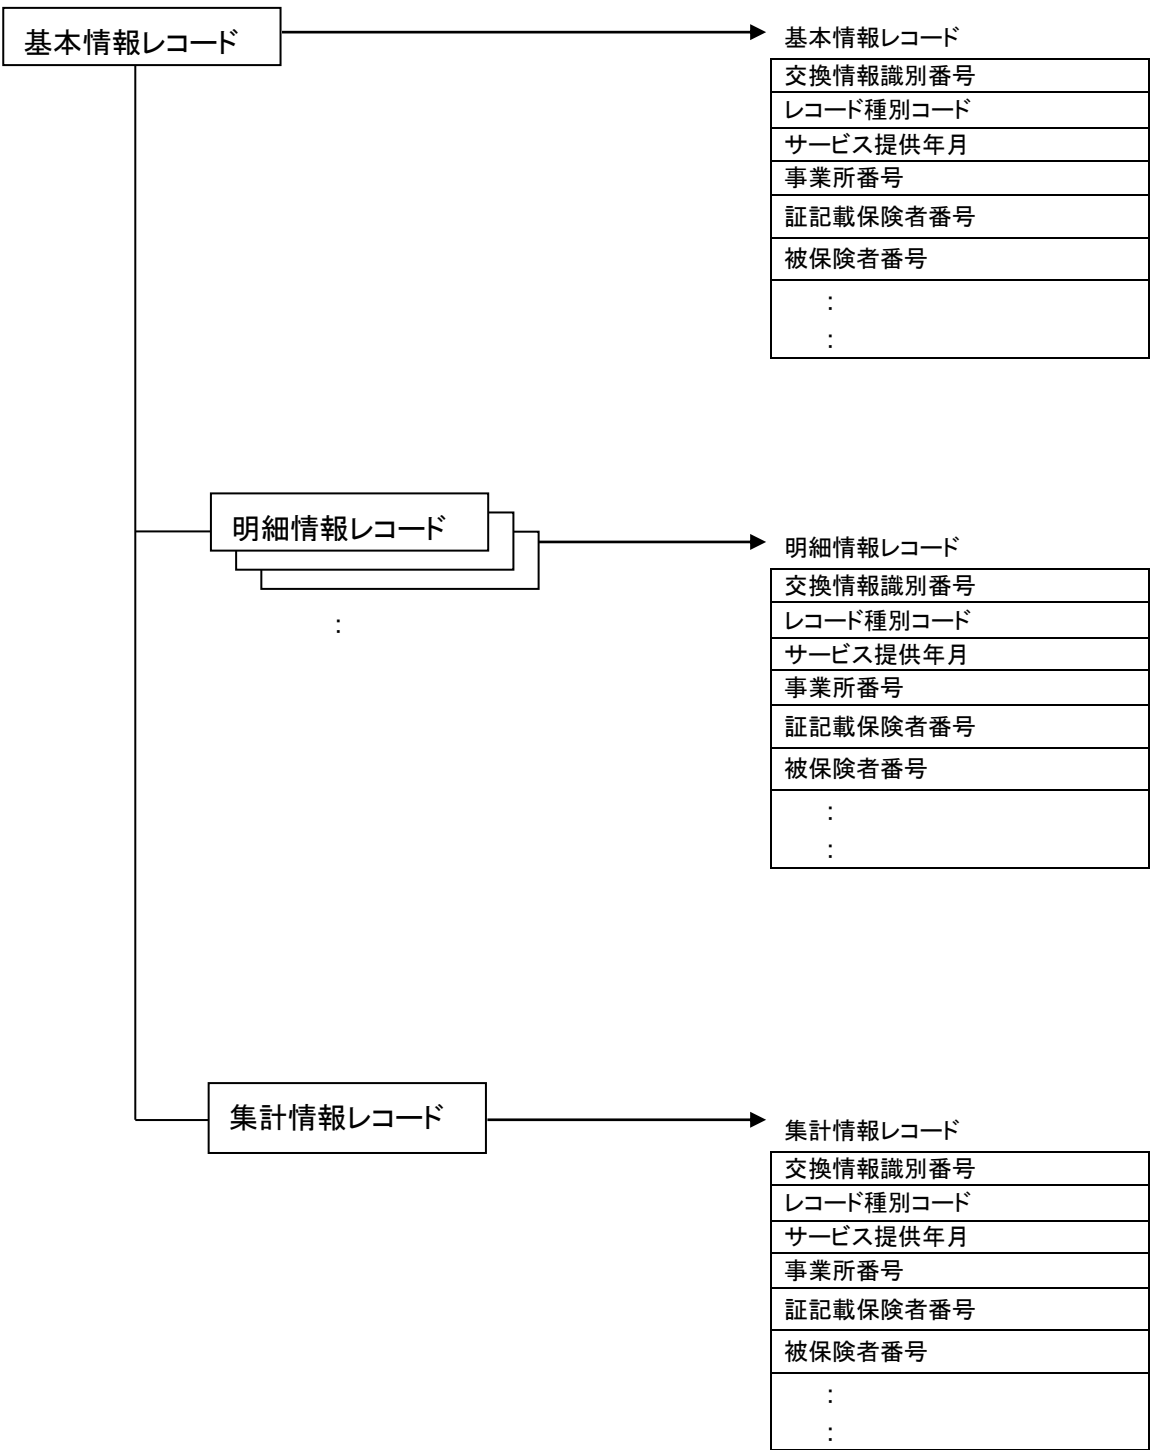 基本情報レコード
基本情報レコード
交換情報識別番号
レコード種別コード
サービス提供年月
事業所番号
証記載保険者番号
被保険者番号
:
:
明細情報レコード
:
明細情報レコード
交換情報識別番号
レコード種別コード
サービス提供年月
事業所番号
証記載保険者番号
被保険者番号
:
:
集計情報レコード
集計情報レコード
交換情報識別番号
レコード種別コード
サービス提供年月
事業所番号
証記載保険者番号
被保険者番号
:
: